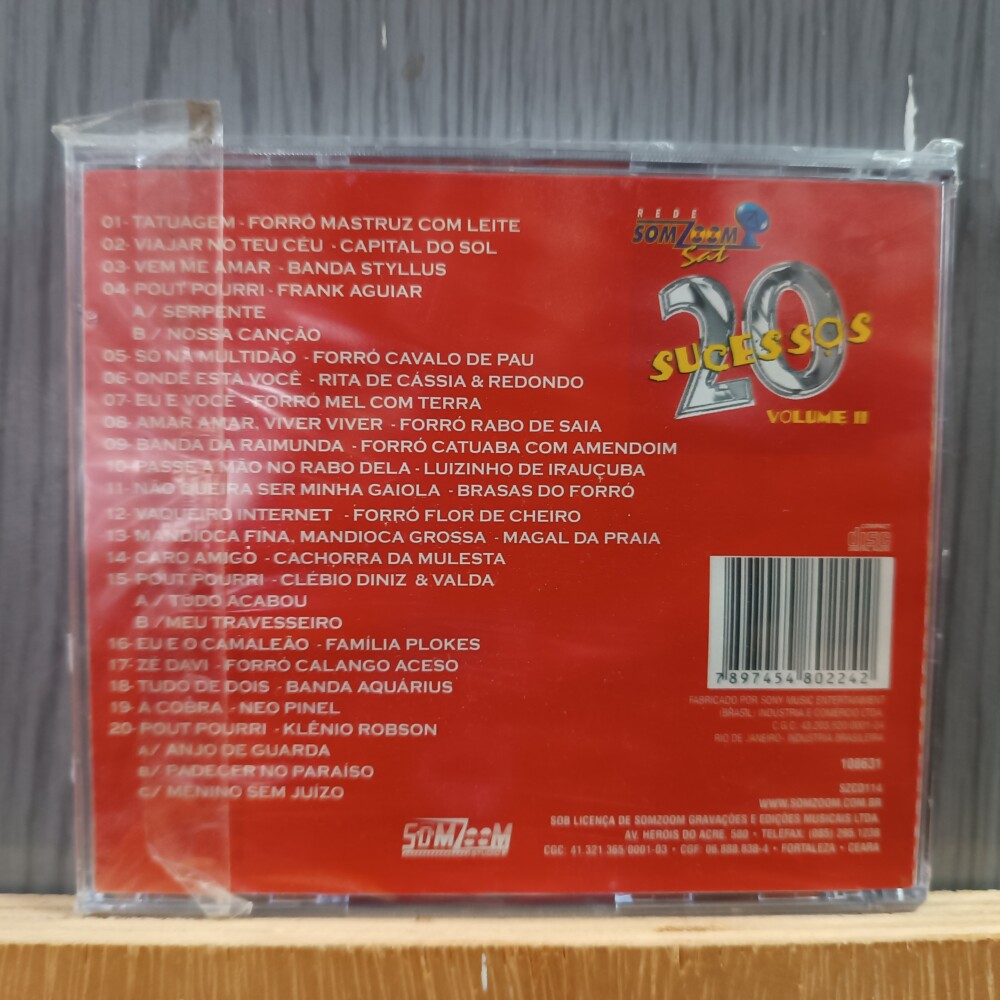 01- TATUAGEM - FORRÓ MASTRUZ COM LEITE
02- VIAJAR NO TEU CÉU - CAPITAL DO SOL
03- VEM ME AMAR - BANDA STYLLUS
04- POUT POURRI - FRANK AGUIAR
A/ SERPENTE
B/ NOSSA CANÇÃO
05- SÓ NA MULTIDÃO - FORRÓ CAVALO DE PAU
06- ONDE ESTÁ VOCÊ - RITA DE CÁSSIA & REDONDO
07- EU E VOCÊ - FORRÓ MEL COM TERRA
08- AMAR AMAR, VIVER VIVER - FORRÓ RABO DE SAIA
09- BANDA DA RAIMUNDA - FORRÓ CATUABA COM AMENDOIM
10- PASSE A MÃO NO RABO DELA - LUIZINHO DE IRAUÇUBA
11- NÃO QUEIRA SER MINHA GAIOLA - BRASAS DO FORRÓ
12- VAQUEIRO INTERNET - FORRÓ FLOR DE CHEIRO
13- MANDIOCA FINA, MANDIOCA GROSSA - MAGAL DA PRAIA
14- CARO AMIGO - CACHORRA DA MULESTA
15- POUT POURRI - CLÉBIO DINIZ & VALDA
A/ TUDO ACABOU
B/MEU TRAVESSEIRO
16- EU E O CAMALEÃO - FAMÍLIA PLOKES
17- ZÉ DAVI - FORRÓ CALANGO ACESO
18- TUDO DE DOIS - BANDA AQUÁRIUS
19- A COBRA - NEO PINEL
20- POUT POURRI - KLÉNIO ROBSON
A/ ANJO DE GUARDA
B/ PADECER NO PARAÍSO
C/ MENINO SEM JUÍZO
REDE
SOMZOOM
Sat
20
SUCESSOS
VOLUME II
COMPACT
disc
DIGITAL AUDIO
7 897454 802242
FABRICADO POR SONY MUSIC ENTERTAINMENT
(BRASIL) INDÚSTRIA E COMÉRCIO LTDA.
C.G.C.
RIO DE JANEIRO- INDÚSTRIA BRASILEIRA
108631
SZCD114
WWW.SOMZOOM.COM.BR
SOB LICENÇA DE SOMZOOM GRAVAÇÕES E EDIÇÕES MUSICAIS LTDA.
AV. HERÓIS DO ACRE, 500 - TELEFAX: (085) 295 1238
CGC 41.321.365/0001-03 - CGF 06.888.838-4 - FORTALEZA - CEARÁ
SOMZOOM